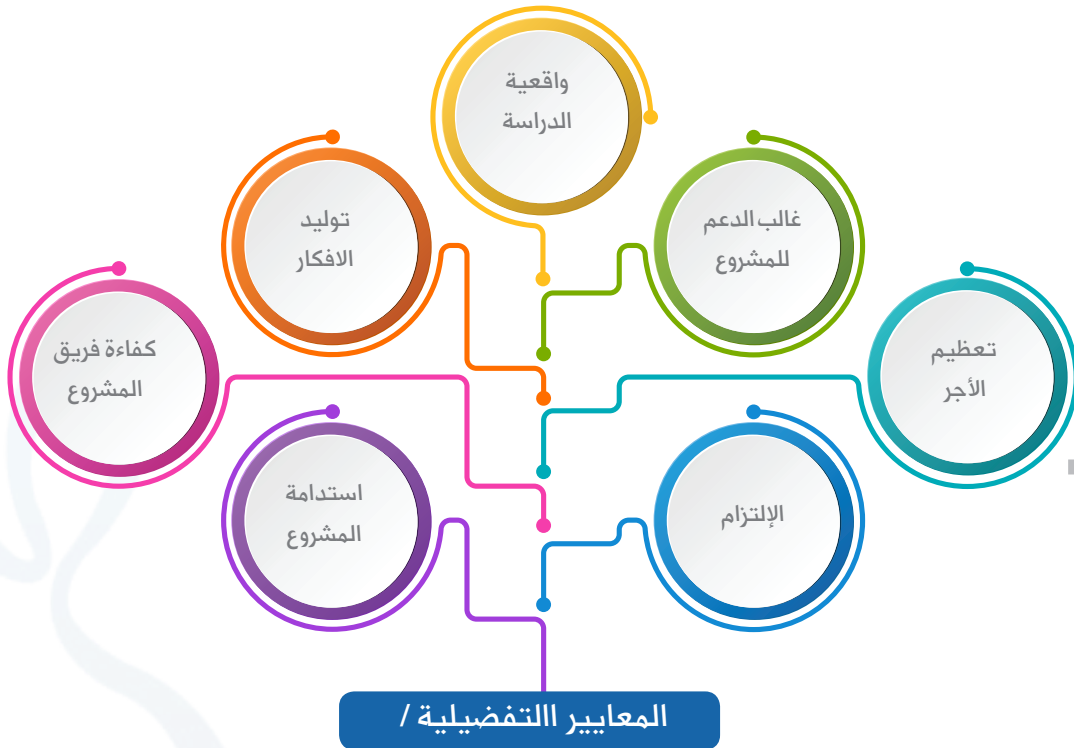 واقعية
الدراسة
غالب الدعم
للمشروع
توليد
الافكار
تعظيم
الأجر
كفاءة فريق
المشروع
الإلتزام
استدامة
المشروع
المعايير االتفضيلية /